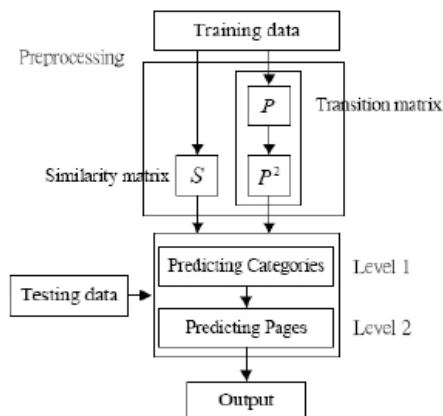 Training data
Preprocessing
P
Transition matrix
Similarity matrix
S
P²
Predicting Categories
Level 1
Testing data
Predicting Pages
Level 2
Output